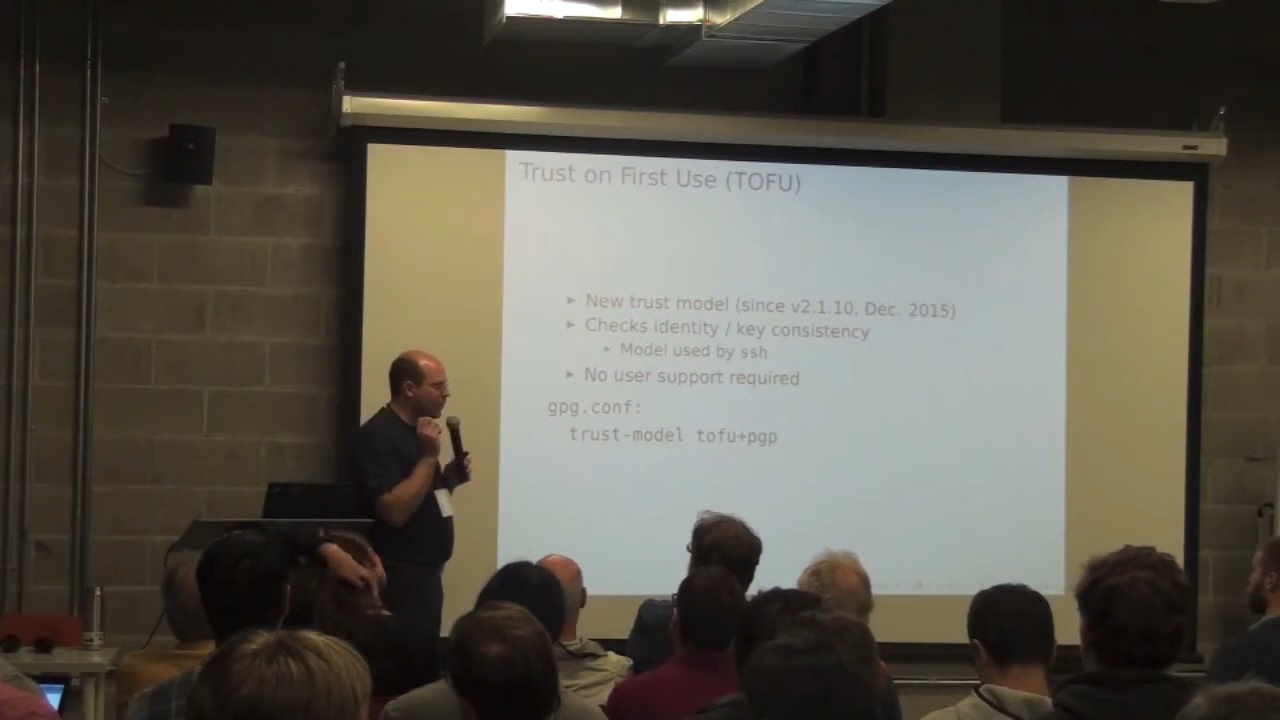 Trust on First Use (TOFU)
▸ New trust model (since v2.1.10, Dec. 2015)
▸ Checks identity / key consistency
▸ Model used by ssh
▸ No user support required
gpg.conf:
trust-model tofu+pgp